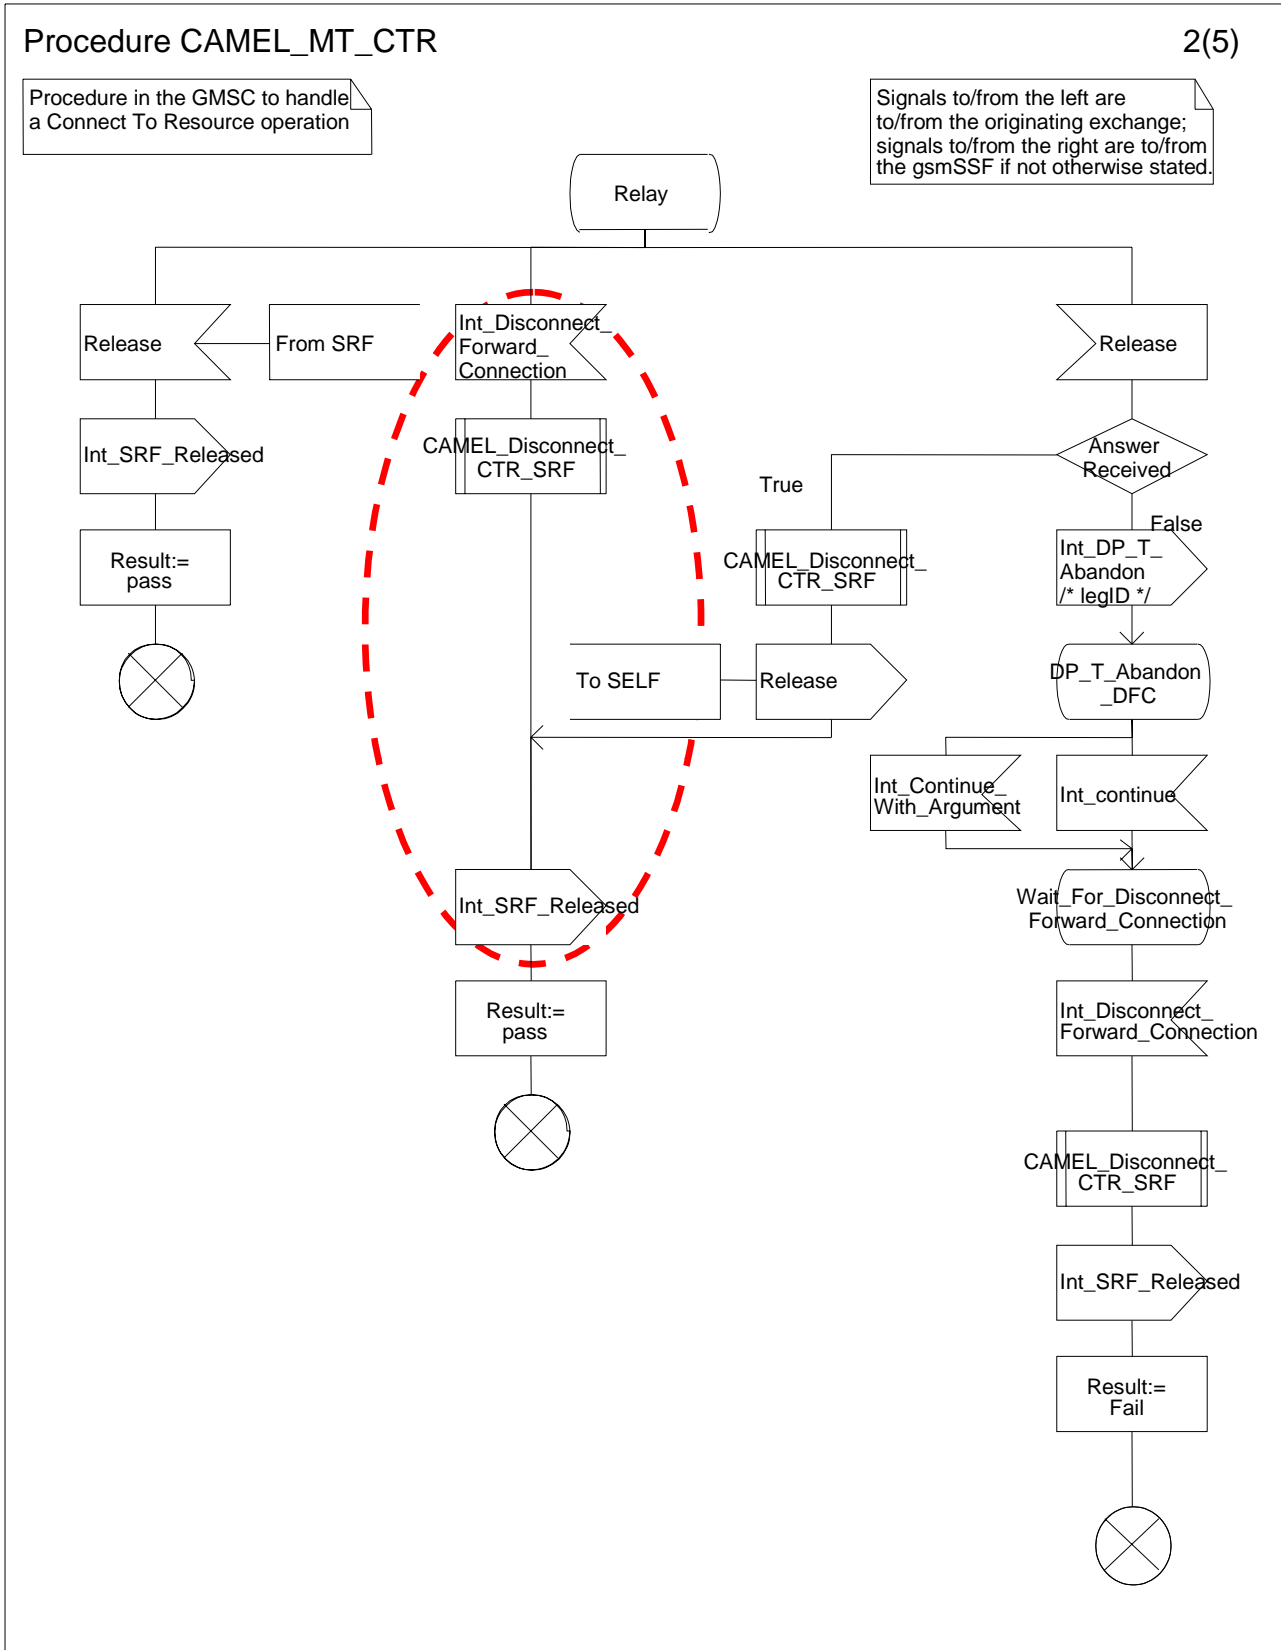 Procedure CAMEL_MT_CTR
2(5)
Procedure in the GMSC to handle
a Connect To Resource operation
Signals to/from the left are
to/from the originating exchange;
signals to/from the right are to/from
the gsmSSF if not otherwise stated.
Relay
Release
From SRF
Int_Disconnect_
Forward_
Connection
Release
Int_SRF_Released
CAMEL_Disconnect_
CTR_SRF
Answer
Received
True
False
Result:=
pass
CAMEL_Disconnect_
CTR_SRF
Int_DP_T_
Abandon
/* legID */
To SELF
Release
DP_T_Abandon
_DFC
Int_Continue_
With_Argument
Int_continue
Int_SRF_Released
Wait_For_Disconnect_
Forward_Connection
Result:=
pass
Int_Disconnect_
Forward_Connection
CAMEL_Disconnect_
CTR_SRF
Int_SRF_Released
Result:=
Fail